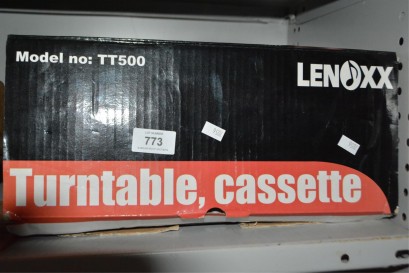 Model no: TT500
LENOXX
773
Turntable, cassette